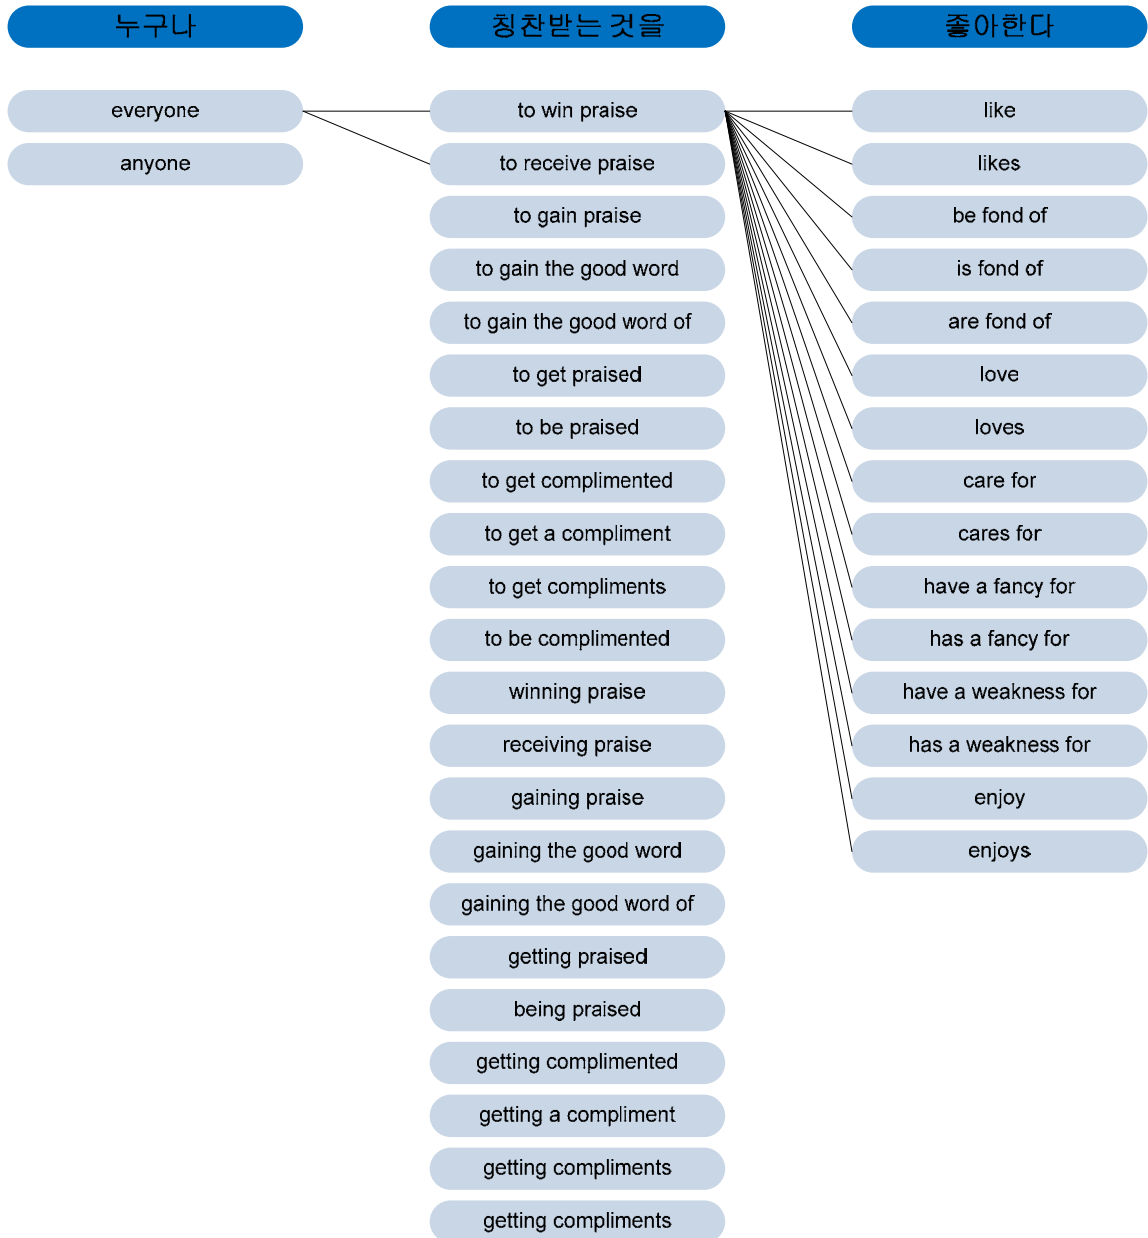 누구나
칭찬받는 것을
좋아한다
everyone
anyone
to win praise
to receive praise
to gain praise
to gain the good word
to gain the good word of
to get praised
to be praised
to get complimented
to get a compliment
to get compliments
to be complimented
winning praise
receiving praise
gaining praise
gaining the good word
gaining the good word of
getting praised
being praised
getting complimented
getting a compliment
getting compliments
getting compliments
like
likes
be fond of
is fond of
are fond of
love
loves
care for
cares for
have a fancy for
has a fancy for
have a weakness for
has a weakness for
enjoy
enjoys